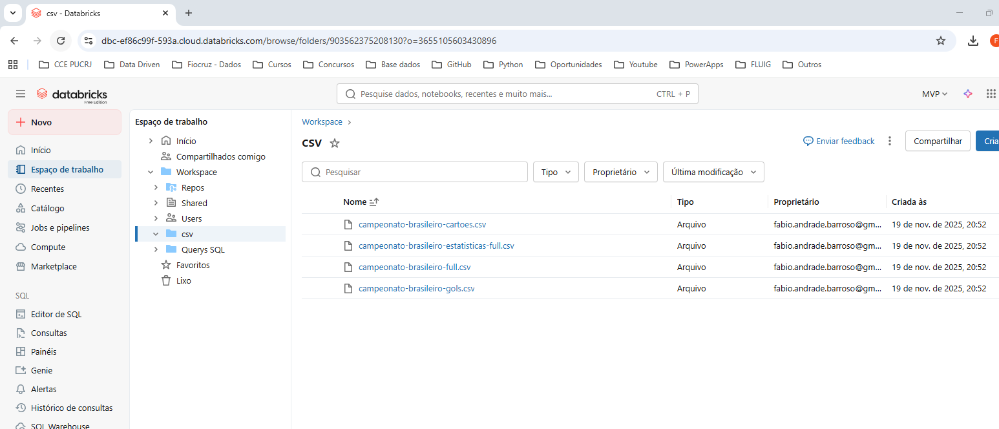 csv - Databricks
dbc-ef86c99f-593a.cloud.databricks.com/browse/folders/903562375208130?o=3655105603430896
F
CCE PUCRJ Data Driven Fiocruz - Dados Cursos Concursos Base dados GitHub Python Oportunidades Youtube PowerApps FLUIG Outros
databricks
Free Edition
Pesquise dados, notebooks, recentes e muito mais... CTRL + P
MVP
Novo
Início
Espaço de trabalho
Recentes
Catálogo
Jobs e pipelines
Compute
Marketplace
SQL
Editor de SQL
Consultas
Painéis
Genie
Alertas
Histórico de consultas
SQL Warehouse
Espaço de trabalho
Início
Compartilhados comigo
Workspace
Repos
Shared
Users
csv
Querys SQL
Favoritos
Lixo
Workspace
csv
Enviar feedback
Compartilhar
Cria
Pesquisar
Tipo
Proprietário
Última modificação
Nome Tipo Proprietário Criada às
campeonato-brasileiro-cartoes.csv Arquivo fabio.andrade.barroso@gm... 19 de nov. de 2025, 20:52
campeonato-brasileiro-estatisticas-full.csv Arquivo fabio.andrade.barroso@gm... 19 de nov. de 2025, 20:52
campeonato-brasileiro-full.csv Arquivo fabio.andrade.barroso@gm... 19 de nov. de 2025, 20:52
campeonato-brasileiro-gols.csv Arquivo fabio.andrade.barroso@gm... 19 de nov. de 2025, 20:52